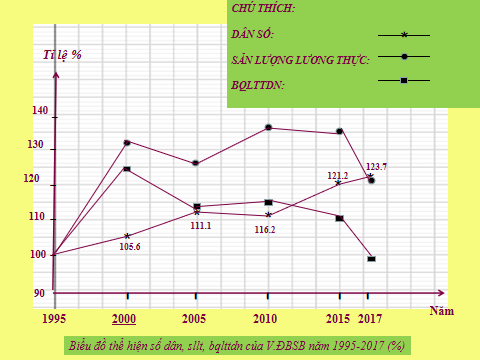 CHÚ THÍCH:
DÂN SỐ:
SẢN LƯỢNG LƯƠNG THỰC:
BQLTTDN:
Tỉ lệ %
140
130
120
110
100
90
105.6
111.1
116.2
121.2
123.7
1995
2000
2005
2010
2015
2017
Năm
Biểu đồ thể hiện số dân, sllt, bqlttdn của V.ĐBSB năm 1995-2017 (%)